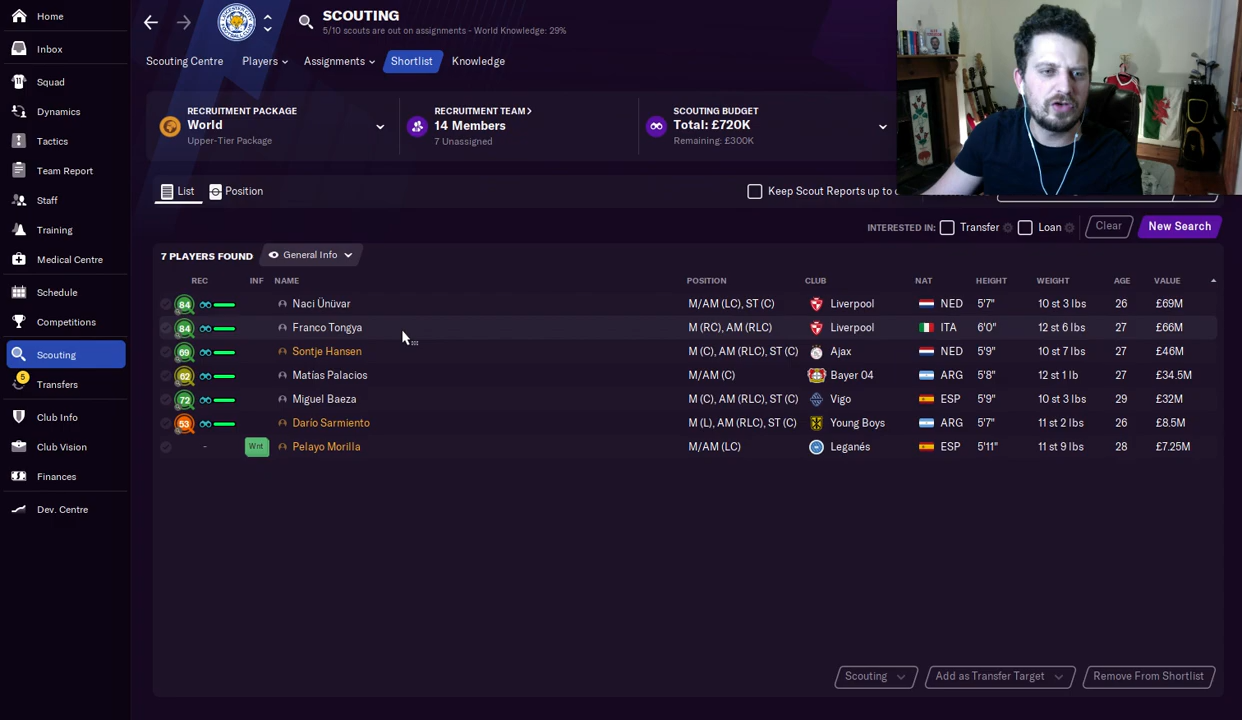 Home
Inbox
Squad
Dynamics
Tactics
Team Report
Staff
Training
Medical Centre
Schedule
Competitions
Scouting
5
Transfers
Club Info
Club Vision
Finances
Dev. Centre
SCOUTING
5/10 scouts are out on assignments - World Knowledge: 29%
Scouting Centre Players Assignments Shortlist Knowledge
RECRUITMENT PACKAGE
World
Upper-Tier Package
RECRUITMENT TEAM >
14 Members
7 Unassigned
SCOUTING BUDGET
Total: £720K
Remaining: £300K
List Position Keep Scout Reports up to
INTERESTED IN: Transfer Loan Clear New Search
7 PLAYERS FOUND General Info
REC INF NAME POSITION CLUB NAT HEIGHT WEIGHT AGE VALUE
84 Naci Ünüvar M/AM (LC), ST (C) Liverpool NED 5'7" 10 st 3 lbs 26 £69M
84 Franco Tongya M (RC), AM (RLC) Liverpool ITA 6'0" 12 st 6 lbs 27 £66M
69 Sontje Hansen M (C), AM (RLC), ST (C) Ajax NED 5'9" 10 st 7 lbs 27 £46M
62 Matías Palacios M/AM (C) Bayer 04 ARG 5'8" 12 st 1 lb 27 £34.5M
72 Miguel Baeza M (C), AM (RLC), ST (C) Vigo ESP 5'9" 10 st 3 lbs 29 £32M
53 Darío Sarmiento M (L), AM (RLC), ST (C) Young Boys ARG 5'7" 11 st 2 lbs 26 £8.5M
- Wnt Pelayo Morilla M/AM (LC) Leganés ESP 5'11" 11 st 9 lbs 28 £7.25M
Scouting Add as Transfer Target Remove From Shortlist